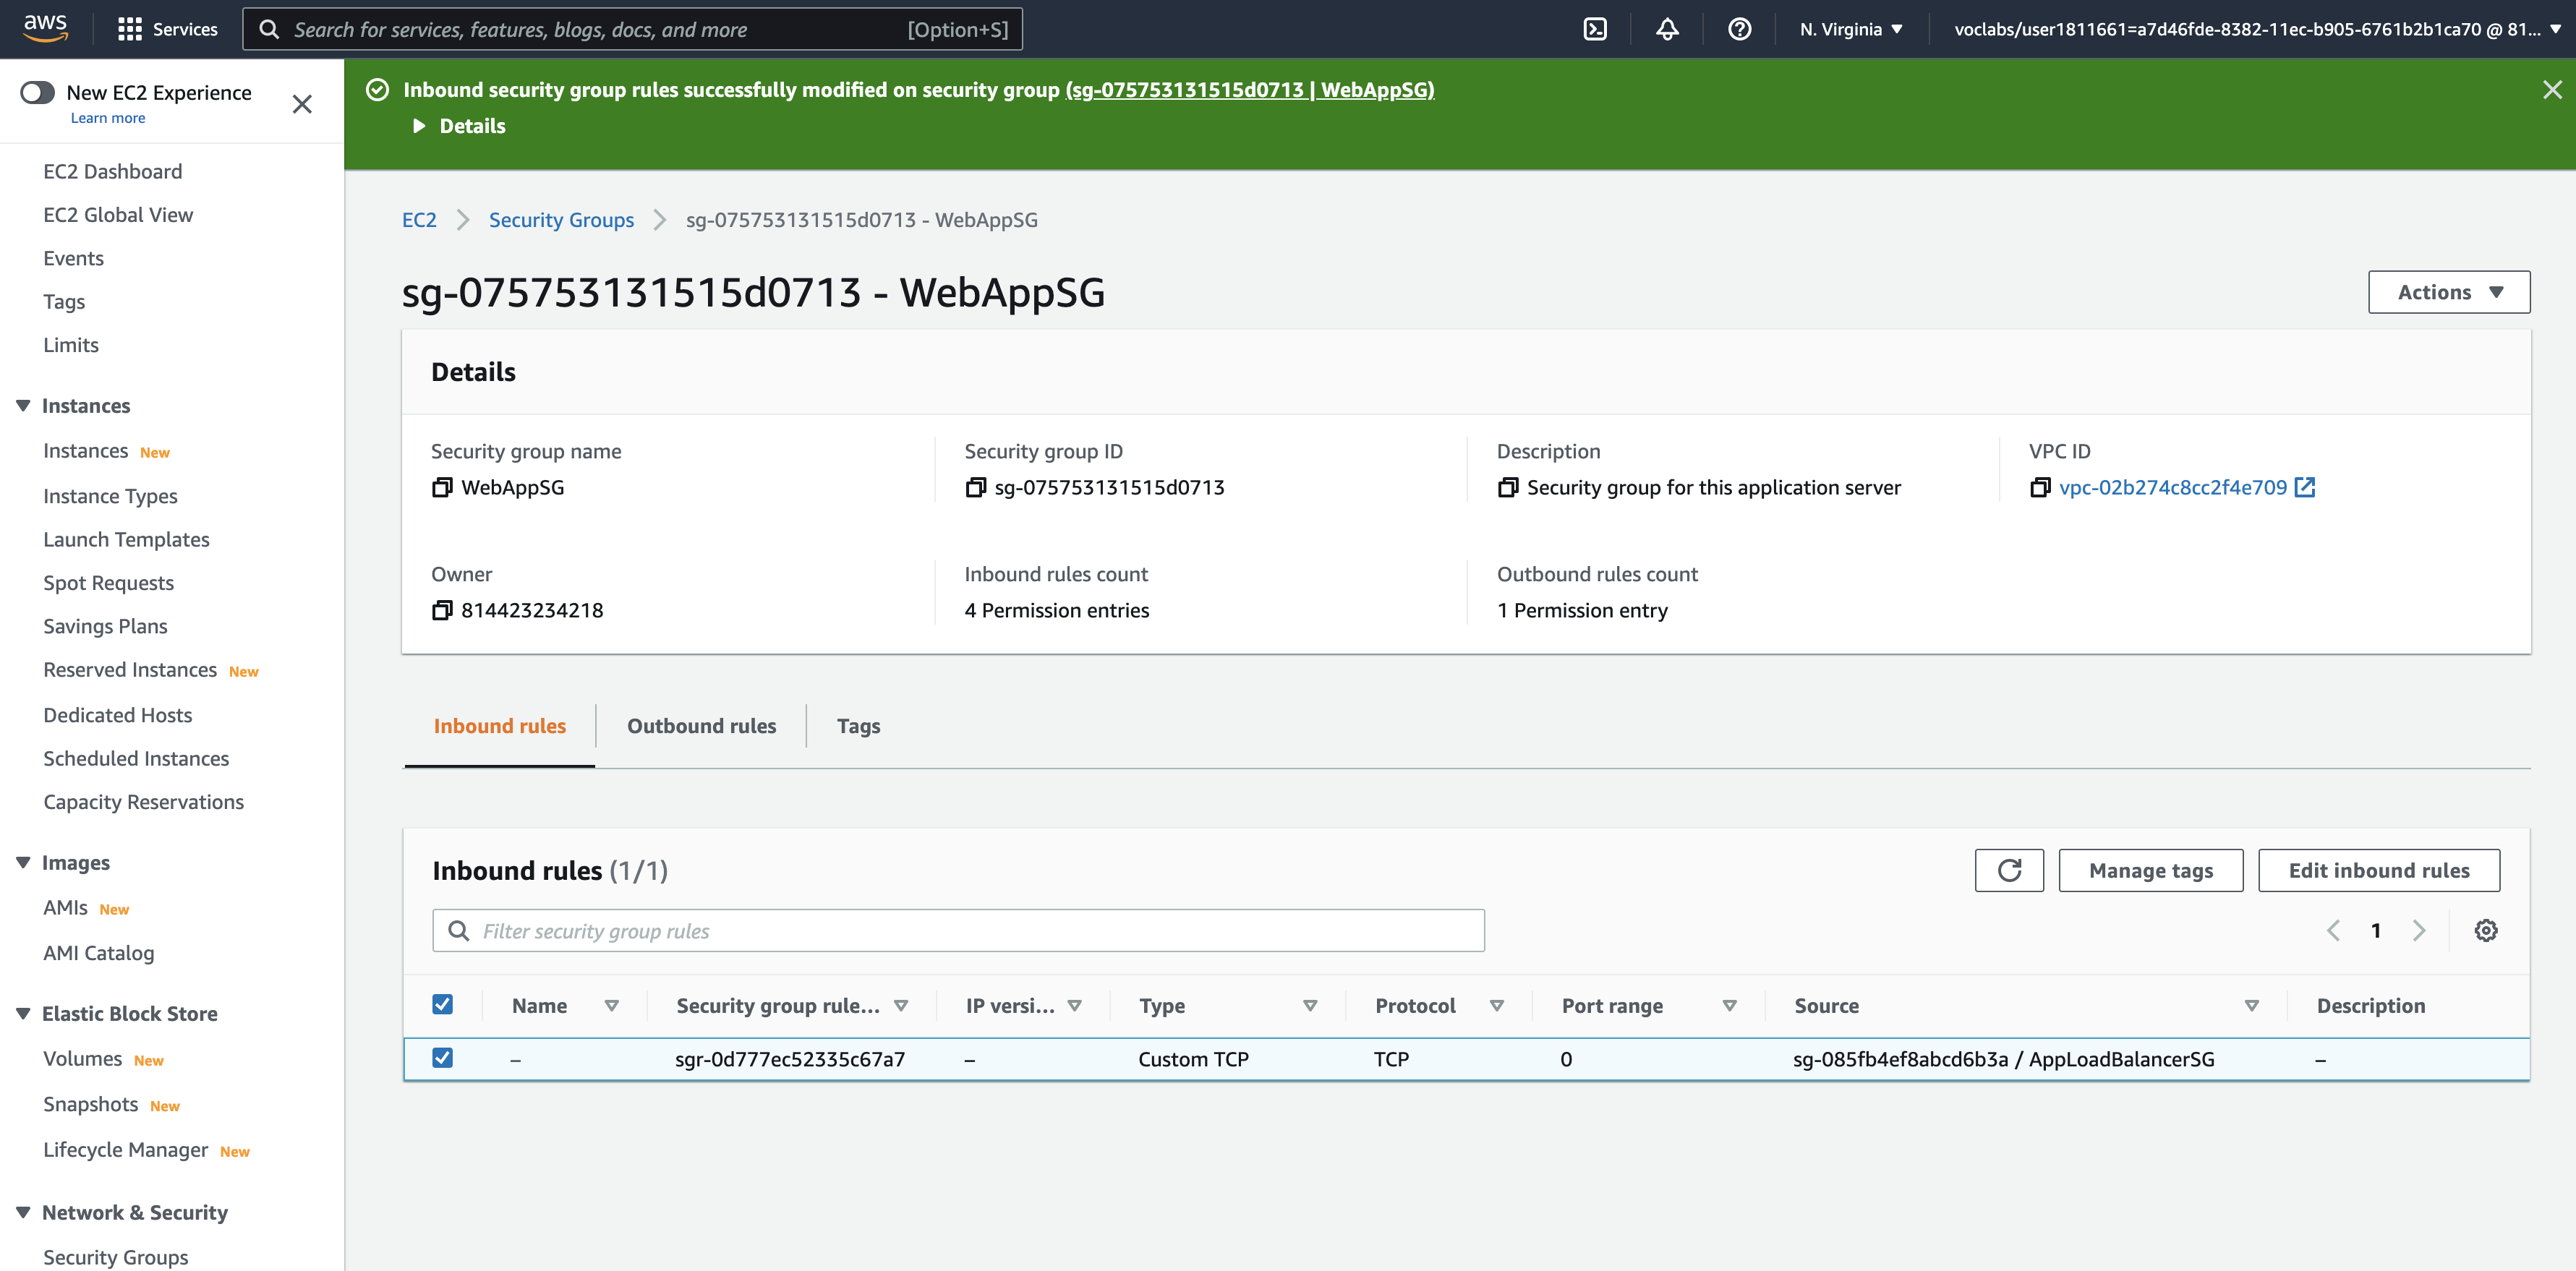 aws
Services
Search for services, features, blogs, docs, and more [Option+S]
N. Virginia
voclabs/user1811661=a7d46fde-8382-11ec-b905-6761b2b1ca70 @ 81...
New EC2 Experience
Learn more
EC2 Dashboard
EC2 Global View
Events
Tags
Limits
Instances
Instances New
Instance Types
Launch Templates
Spot Requests
Savings Plans
Reserved Instances New
Dedicated Hosts
Scheduled Instances
Capacity Reservations
Images
AMIs New
AMI Catalog
Elastic Block Store
Volumes New
Snapshots New
Lifecycle Manager New
Network & Security
Security Groups
Inbound security group rules successfully modified on security group (sg-075753131515d0713 | WebAppSG)
Details
EC2 Security Groups sg-075753131515d0713 - WebAppSG
sg-075753131515d0713 - WebAppSG
Actions
Details
Security group name Security group ID Description VPC ID
WebAppSG sg-075753131515d0713 Security group for this application server vpc-02b274c8cc2f4e709
Owner Inbound rules count Outbound rules count
814423234218 4 Permission entries 1 Permission entry
Inbound rules Outbound rules Tags
Inbound rules (1/1)
Manage tags Edit inbound rules
Filter security group rules
1
Name Security group rule... IP versi... Type Protocol Port range Source Description
– sgr-0d777ec52335c67a7 – Custom TCP TCP 0 sg-085fb4ef8abcd6b3a / AppLoadBalancerSG –